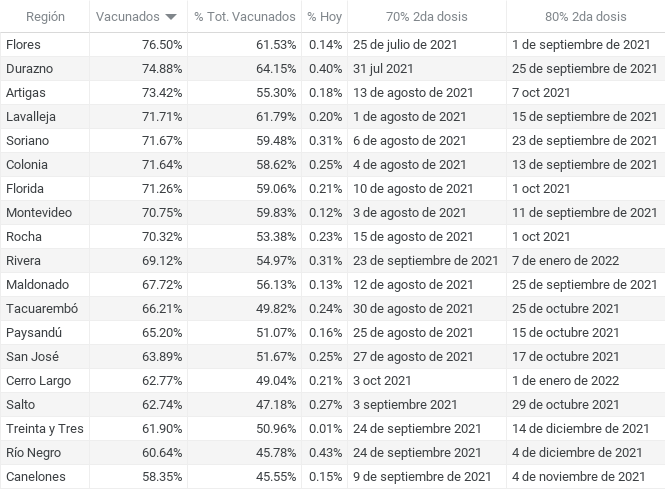 Región Vacunados % Tot. Vacunados % Hoy 70% 2da dosis 80% 2da dosis
Flores 76.50% 61.53% 0.14% 25 de julio de 2021 1 de septiembre de 2021
Durazno 74.88% 64.15% 0.40% 31 jul 2021 25 de septiembre de 2021
Artigas 73.42% 55.30% 0.18% 13 de agosto de 2021 7 oct 2021
Lavalleja 71.71% 61.79% 0.20% 1 de agosto de 2021 15 de septiembre de 2021
Soriano 71.67% 59.48% 0.31% 6 de agosto de 2021 23 de septiembre de 2021
Colonia 71.64% 58.62% 0.25% 4 de agosto de 2021 13 de septiembre de 2021
Florida 71.26% 59.06% 0.21% 10 de agosto de 2021 1 oct 2021
Montevideo 70.75% 59.83% 0.12% 3 de agosto de 2021 11 de septiembre de 2021
Rocha 70.32% 53.38% 0.23% 15 de agosto de 2021 1 oct 2021
Rivera 69.12% 54.97% 0.31% 23 de septiembre de 2021 7 de enero de 2022
Maldonado 67.72% 56.13% 0.13% 12 de agosto de 2021 25 de septiembre de 2021
Tacuarembó 66.21% 49.82% 0.24% 30 de agosto de 2021 25 de octubre 2021
Paysandú 65.20% 51.07% 0.16% 25 de agosto de 2021 15 de octubre 2021
San José 63.89% 51.67% 0.25% 27 de agosto de 2021 17 de octubre 2021
Cerro Largo 62.77% 49.04% 0.21% 3 oct 2021 1 de enero de 2022
Salto 62.74% 47.18% 0.27% 3 septiembre 2021 29 de octubre 2021
Treinta y Tres 61.90% 50.96% 0.01% 24 de septiembre de 2021 14 de diciembre de 2021
Río Negro 60.64% 45.78% 0.43% 24 de septiembre 2021 4 de diciembre de 2021
Canelones 58.35% 45.55% 0.15% 9 de septiembre de 2021 4 de noviembre de 2021